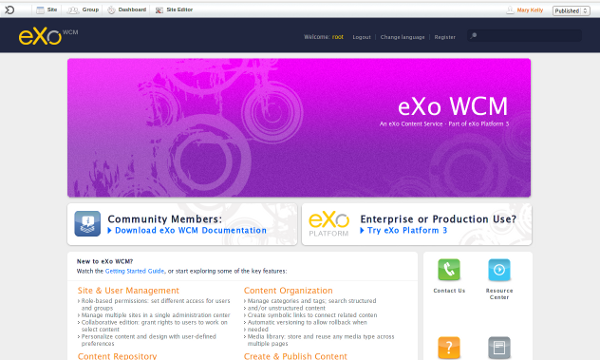 Site Group Dashboard Site Editor Mary Kelly Published
eXo WCM
Welcome: root Logout | Change language | Register
eXo WCM
An eXo Content Service - Part of eXo Platform 3
Community Members:
Download eXo WCM Documentation
eXo PLATFORM
Enterprise or Production Use?
Try eXo Platform 3
New to eXo WCM?
Watch the Getting Started Guide, or start exploring some of the key features:
Site & User Management
Role-based permissions: set different access for users
and groups
Manage multiple sites in a single administration center
Collaborative edition: grant rights to users to work on
select content
Personalize content and design with user-defined
preferences
Content Repository
Content Organization
Manage categories and tags: search structured
and/or unstructured content
Create symbolic links to connect related conten
Automatic versioning to allow rollback when
needed
Media library: store and reuse any media type across
multiple pages
Create & Publish Content
Contact Us
Resource
Center